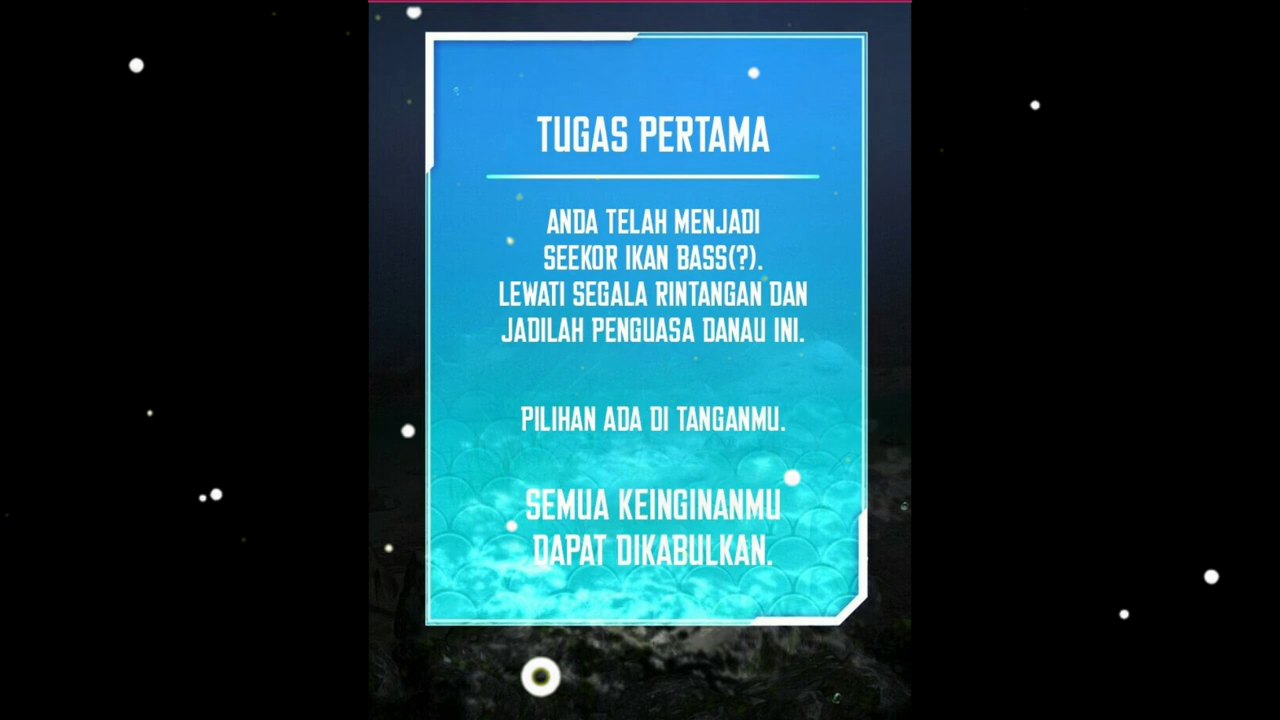 TUGAS PERTAMA
ANDA TELAH MENJADI
SEEKOR IKAN BASS(?).
LEWATI SEGALA RINTANGAN DAN
JADILAH PENGUASA DANAU INI.
PILIHAN ADA DI TANGANMU.
SEMUA KEINGINANMU
DAPAT DIKABULKAN.